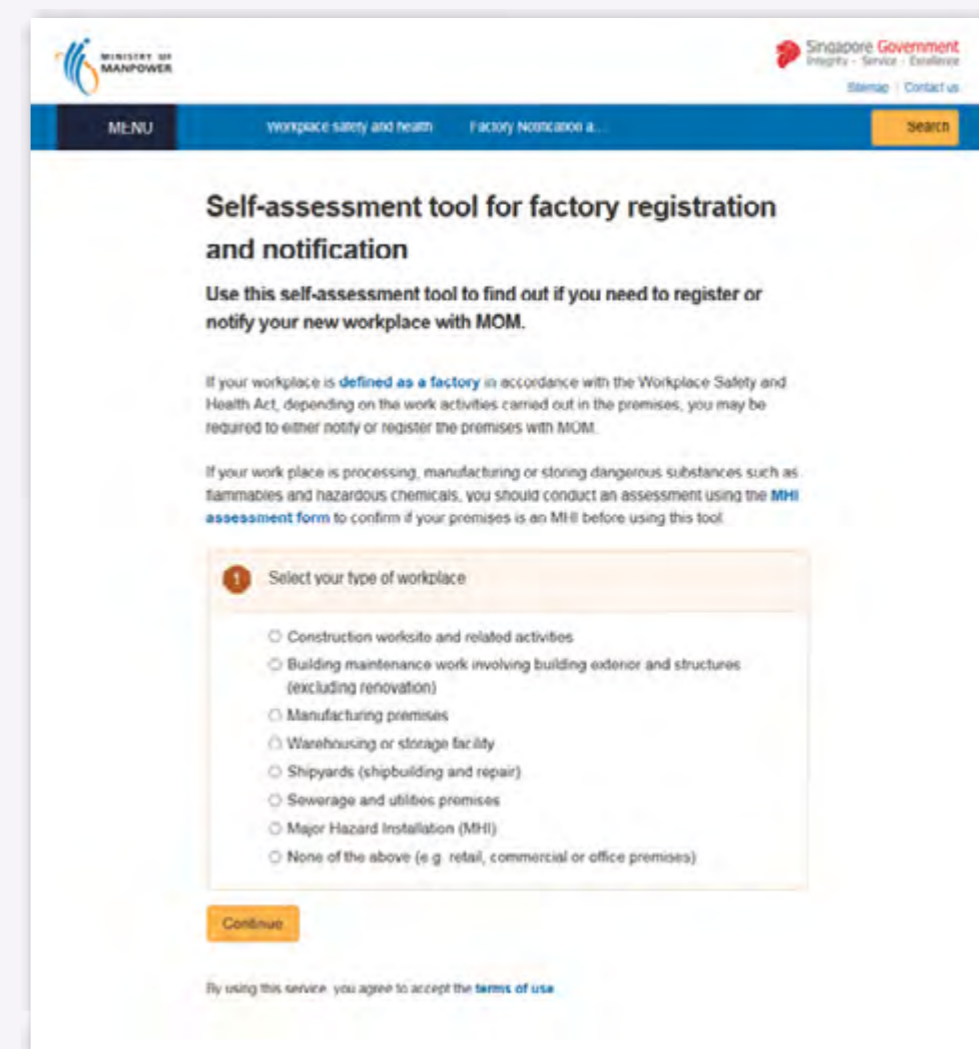 MINISTRY OF
MANPOWER
Singapore Government
Integrity - Service - Excellence
Sitemap | Contact us
MENU
Workplace safety and health
Factory Notification a...
Search
Self-assessment tool for factory registration
and notification
Use this self-assessment tool to find out if you need to register or
notify your new workplace with MOM.
If your workplace is defined as a factory in accordance with the Workplace Safety and
Health Act, depending on the work activities carried out in the premises, you may be
required to either notify or register the premises with MOM.
If your work place is processing, manufacturing or storing dangerous substances such as
flammables and hazardous chemicals, you should conduct an assessment using the MHI
assessment form to confirm if your premises is an MHI before using this tool.
1 Select your type of workplace
Construction worksite and related activities
Building maintenance work involving building exterior and structures
(excluding renovation)
Manufacturing premises
Warehousing or storage facility
Shipyards (shipbuilding and repair)
Sewerage and utilities premises
Major Hazard Installation (MHI)
None of the above (e.g. retail, commercial or office premises)
Continue
By using this service, you agree to accept the terms of use